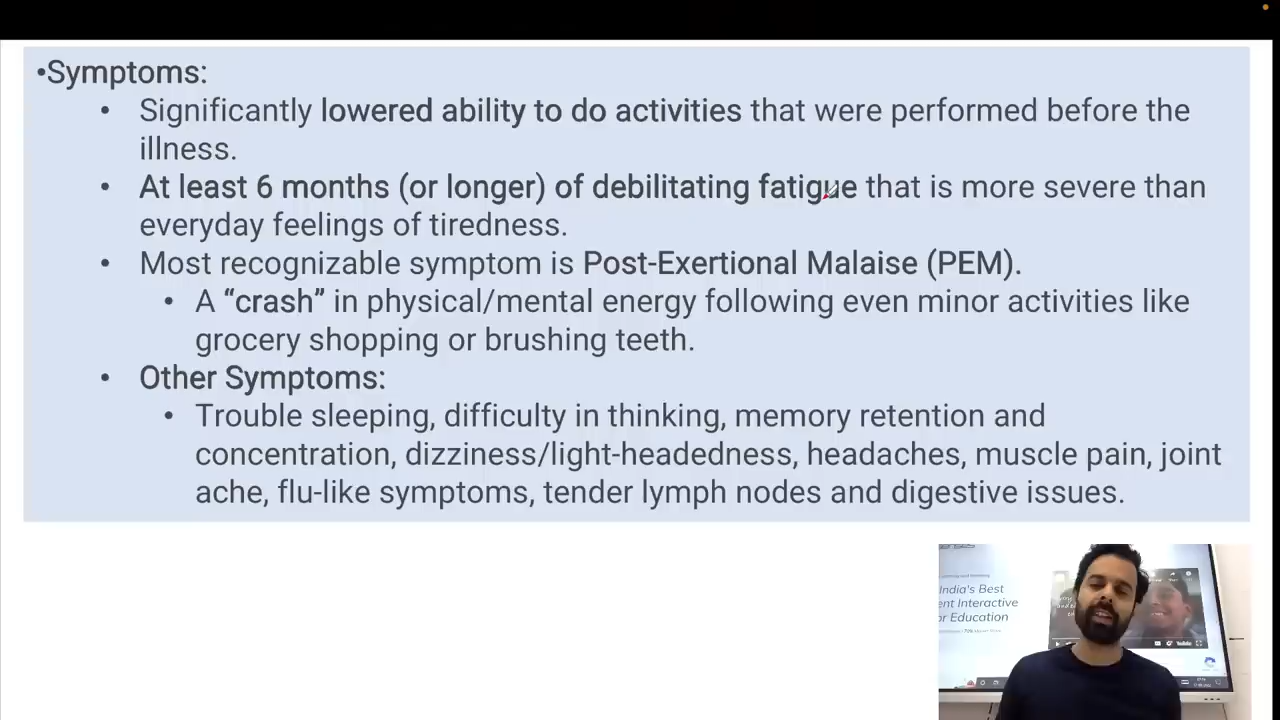 •Symptoms:
• Significantly lowered ability to do activities that were performed before the
illness.
• At least 6 months (or longer) of debilitating fatigue that is more severe than
everyday feelings of tiredness.
• Most recognizable symptom is Post-Exertional Malaise (PEM).
• A “crash” in physical/mental energy following even minor activities like
grocery shopping or brushing teeth.
• Other Symptoms:
• Trouble sleeping, difficulty in thinking, memory retention and
concentration, dizziness/light-headedness, headaches, muscle pain, joint
ache, flu-like symptoms, tender lymph nodes and digestive issues.
India's Best
ent Interactive
or Education